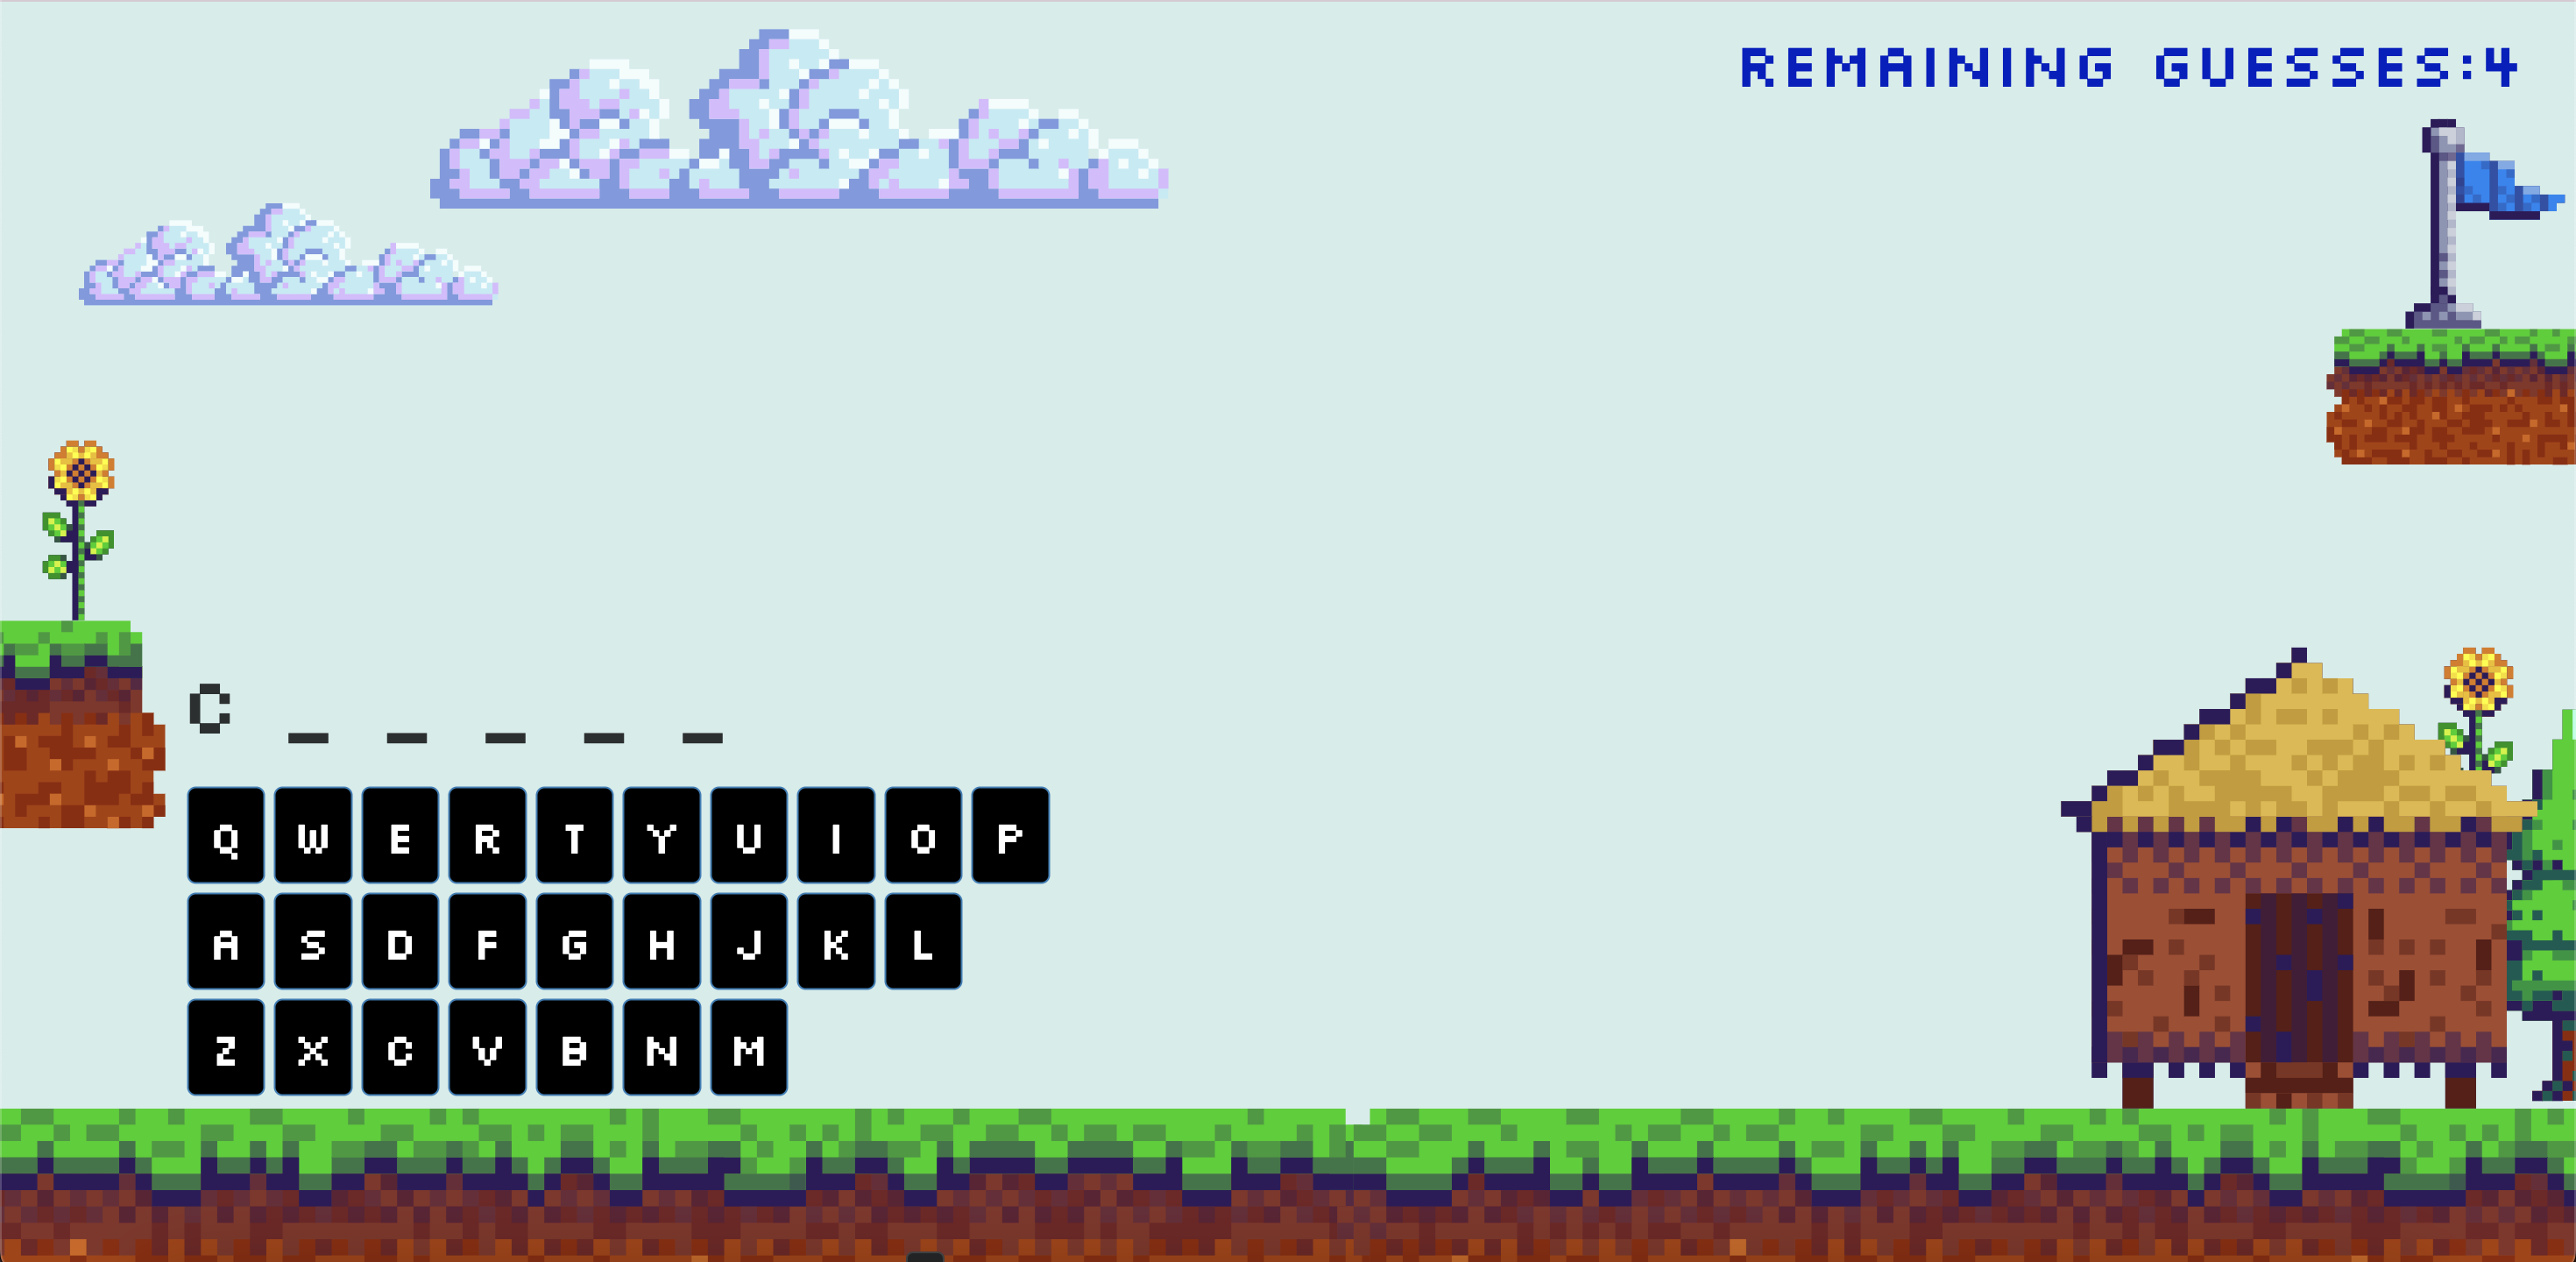 REMAINING GUESSES:4
C _ _ _ _ _
Q W E R T Y U I O P
A S D F G H J K L
Z X C V B N M